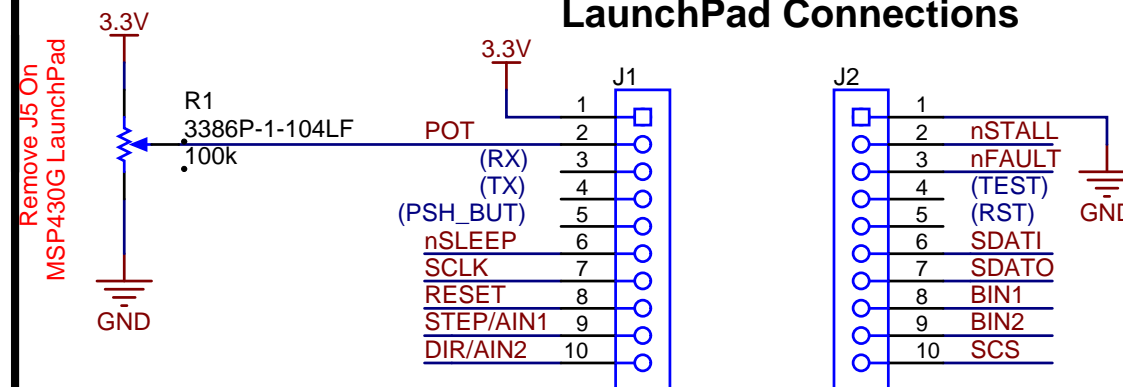 LaunchPad Connections
Remove J5 On
MSP430G LaunchPad
3.3V
R1
3386P-1-104LF
100k
GND
3.3V
J1
1
POT 2
(RX) 3
(TX) 4
(PSH_BUT) 5
nSLEEP 6
SCLK 7
RESET 8
STEP/AIN1 9
DIR/AIN2 10
J2
1
2 nSTALL
3 nFAULT
4 (TEST)
5 (RST)
6 SDATI
7 SDATO
8 BIN1
9 BIN2
10 SCS
GND